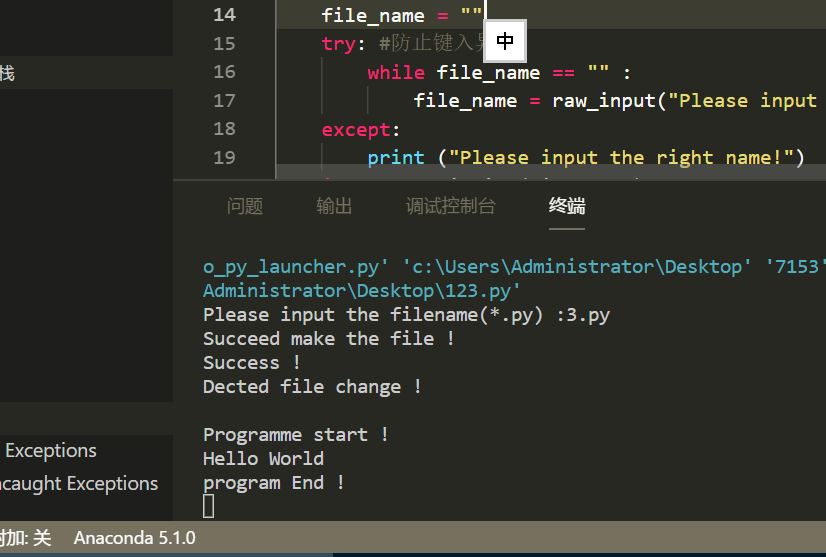 14 file_name = ""
栈
15 try: #防止键入
中
16 while file_name == "" :
17 file_name = raw_input("Please input
18 except:
19 print ("Please input the right name!")
问题 输出 调试控制台 终端
o_py_launcher.py' 'c:\Users\Administrator\Desktop' '7153'
Administrator\Desktop\123.py'
Please input the filename(*.py) :3.py
Succeed make the file !
Success !
Dected file change !
Programme start !
Hello World
Exceptions
program End !
ncaught Exceptions
附加: 关 Anaconda 5.1.0